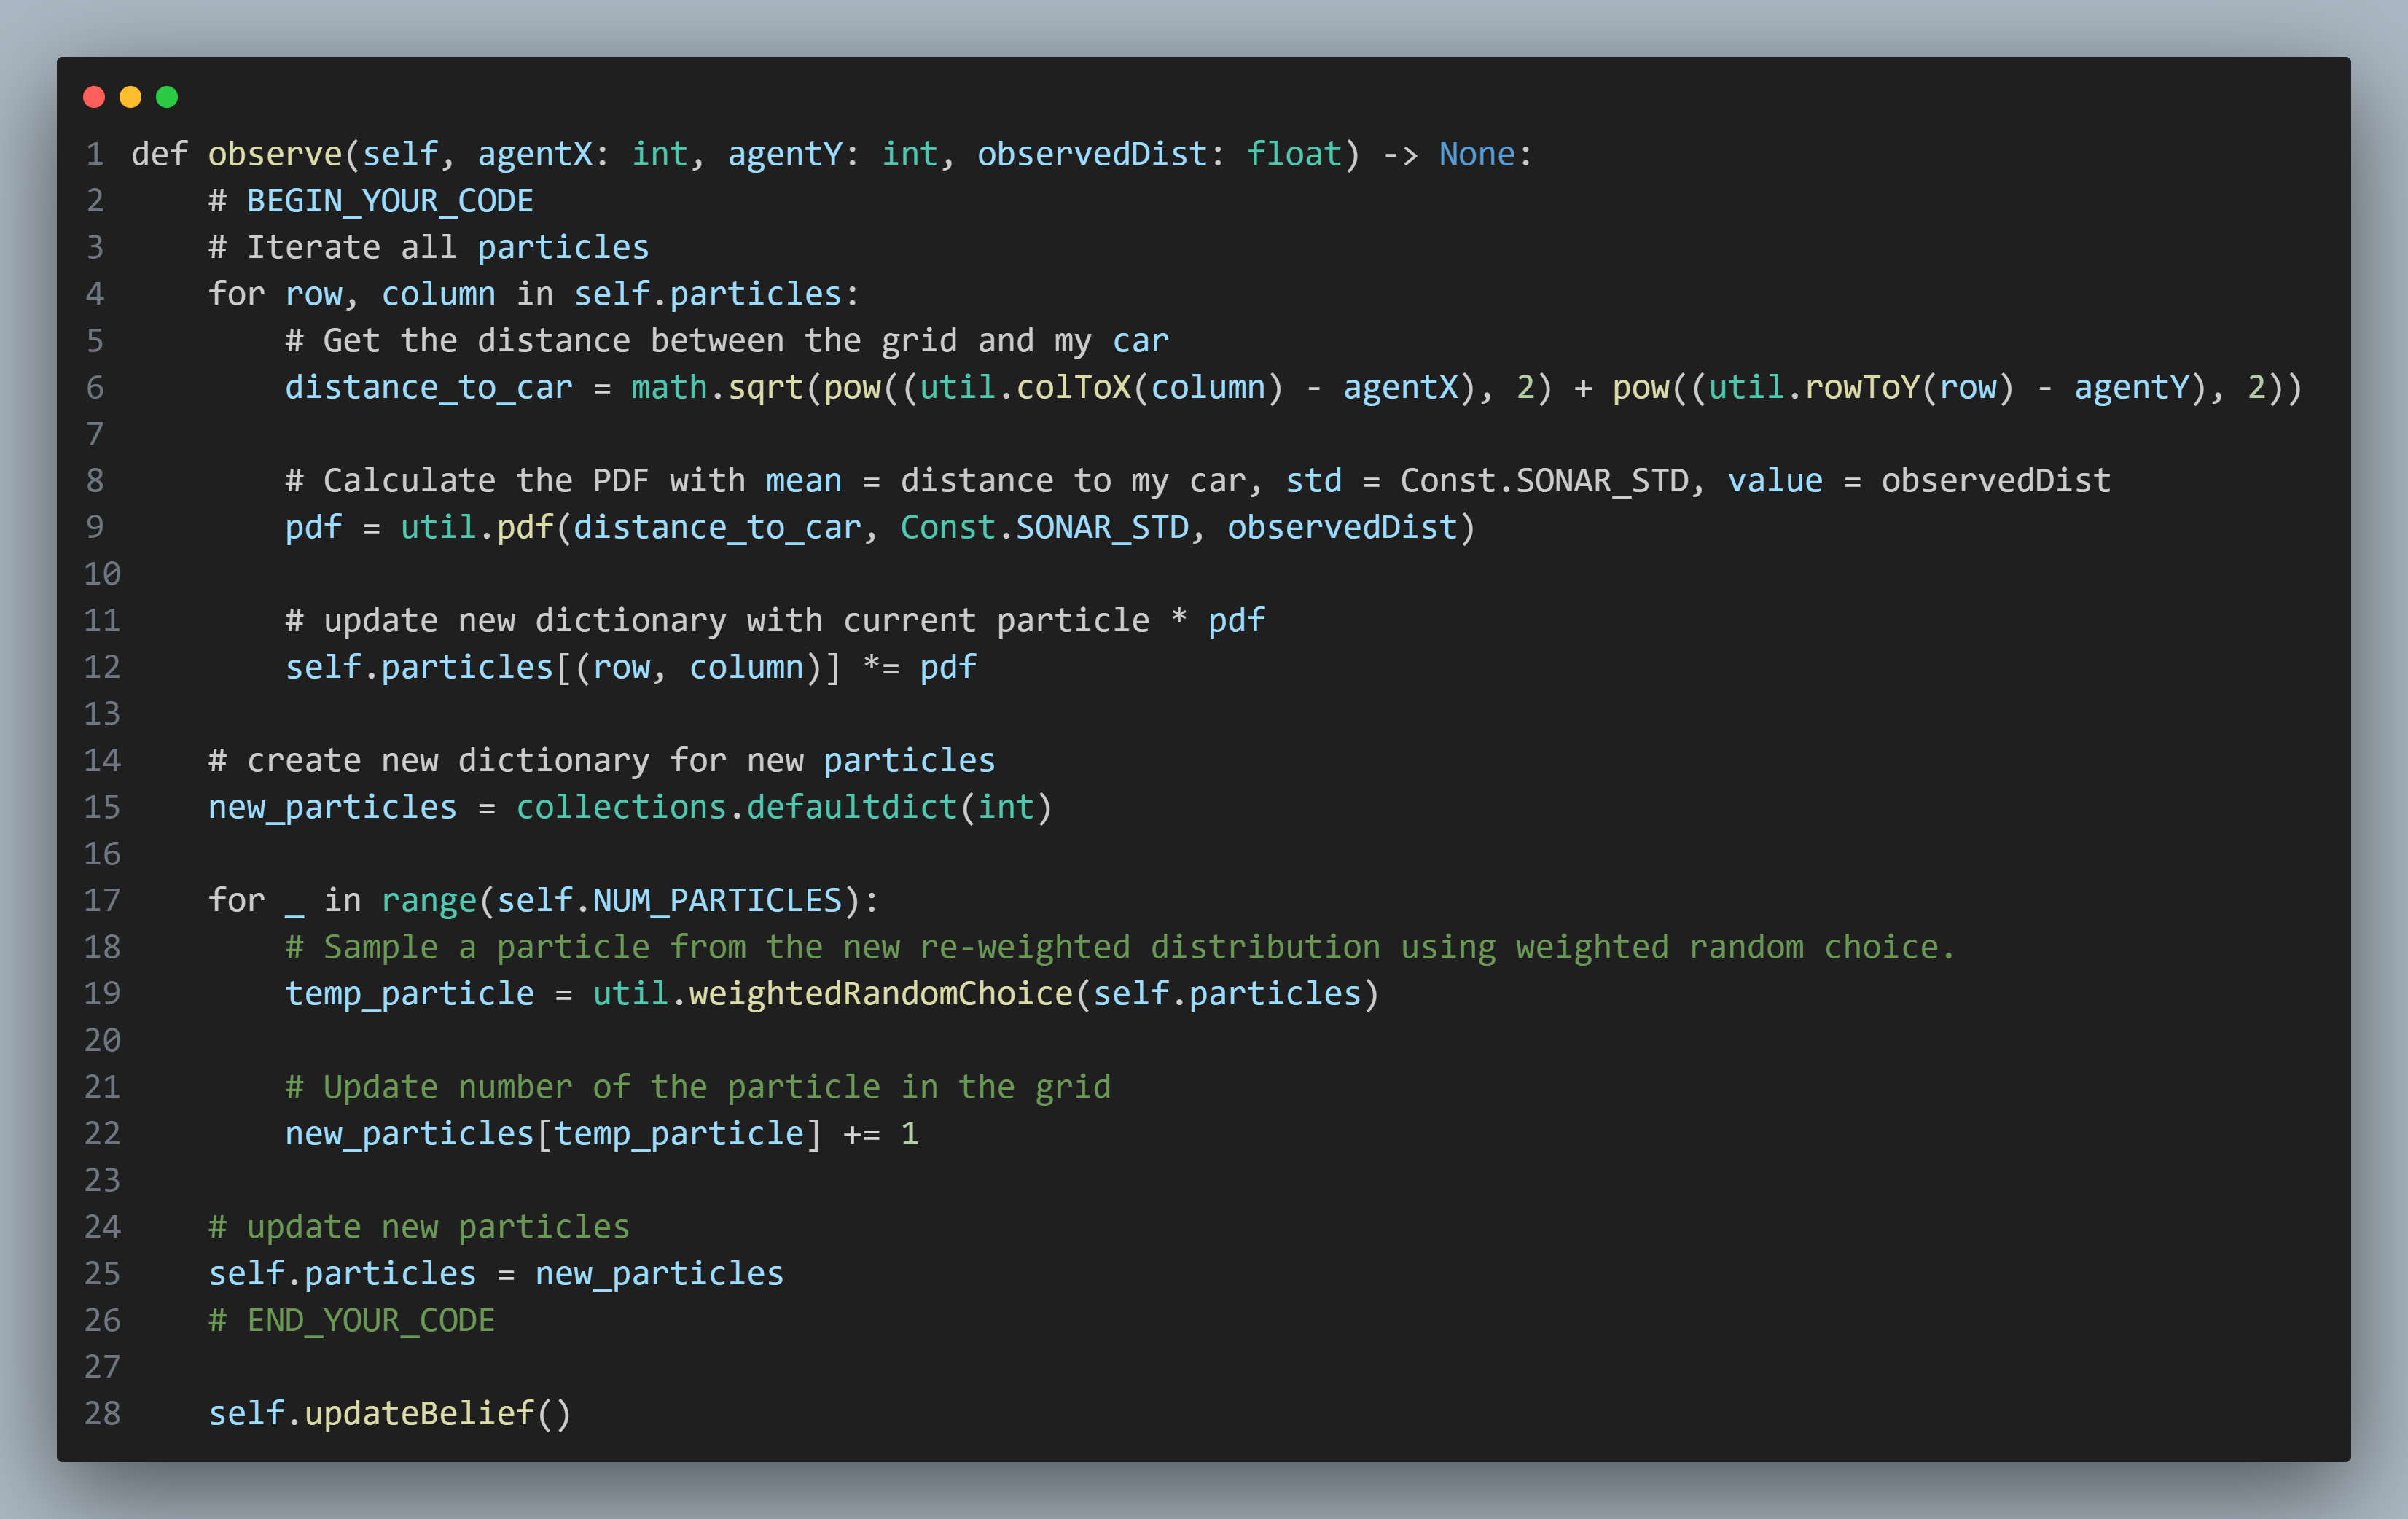 1 def observe(self, agentX: int, agentY: int, observedDist: float) -> None:
2     # BEGIN_YOUR_CODE
3     # Iterate all particles
4     for row, column in self.particles:
5         # Get the distance between the grid and my car
6         distance_to_car = math.sqrt(pow((util.colToX(column) - agentX), 2) + pow((util.rowToY(row) - agentY), 2))
7
8         # Calculate the PDF with mean = distance to my car, std = Const.SONAR_STD, value = observedDist
9         pdf = util.pdf(distance_to_car, Const.SONAR_STD, observedDist)
10
11         # update new dictionary with current particle * pdf
12         self.particles[(row, column)] *= pdf
13
14     # create new dictionary for new particles
15     new_particles = collections.defaultdict(int)
16
17     for _ in range(self.NUM_PARTICLES):
18         # Sample a particle from the new re-weighted distribution using weighted random choice.
19         temp_particle = util.weightedRandomChoice(self.particles)
20
21         # Update number of the particle in the grid
22         new_particles[temp_particle] += 1
23
24     # update new particles
25     self.particles = new_particles
26     # END_YOUR_CODE
27
28     self.updateBelief()